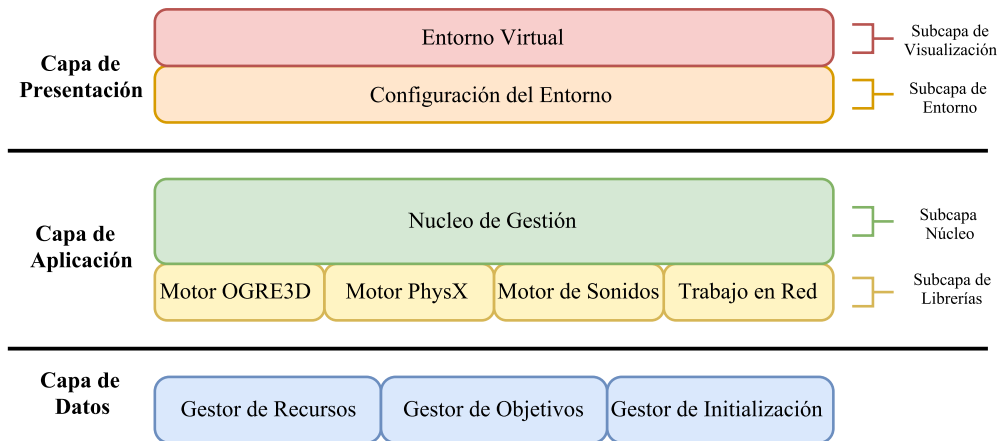 Entorno Virtual
Subcapa de
Visualización
Capa de
Presentación
Configuración del Entorno
Subcapa de
Entorno
Capa de
Aplicación
Nucleo de Gestión
Subcapa
Núcleo
Motor OGRE3D
Motor PhysX
Motor de Sonidos
Trabajo en Red
Subcapa de
Librerías
Capa de
Datos
Gestor de Recursos
Gestor de Objetivos
Gestor de Initialización